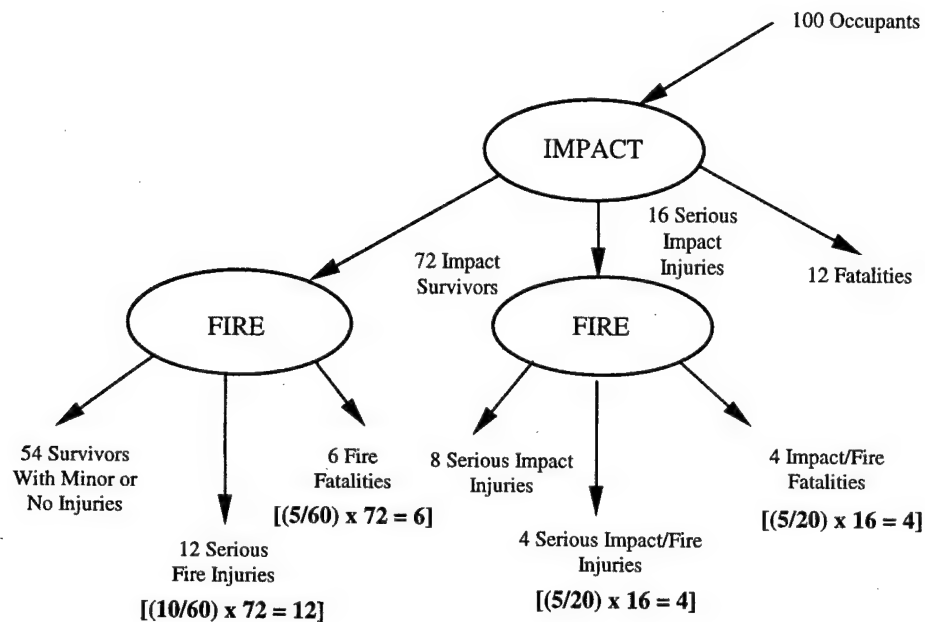 100 Occupants
IMPACT
16 Serious
Impact
Injuries
72 Impact
Survivors
12 Fatalities
FIRE
FIRE
54 Survivors
With Minor or
No Injuries
6 Fire
Fatalities
[(5/60) x 72 = 6]
8 Serious Impact
Injuries
4 Impact/Fire
Fatalities
[(5/20) x 16 = 4]
12 Serious
Fire Injuries
[(10/60) x 72 = 12]
4 Serious Impact/Fire
Injuries
[(5/20) x 16 = 4]